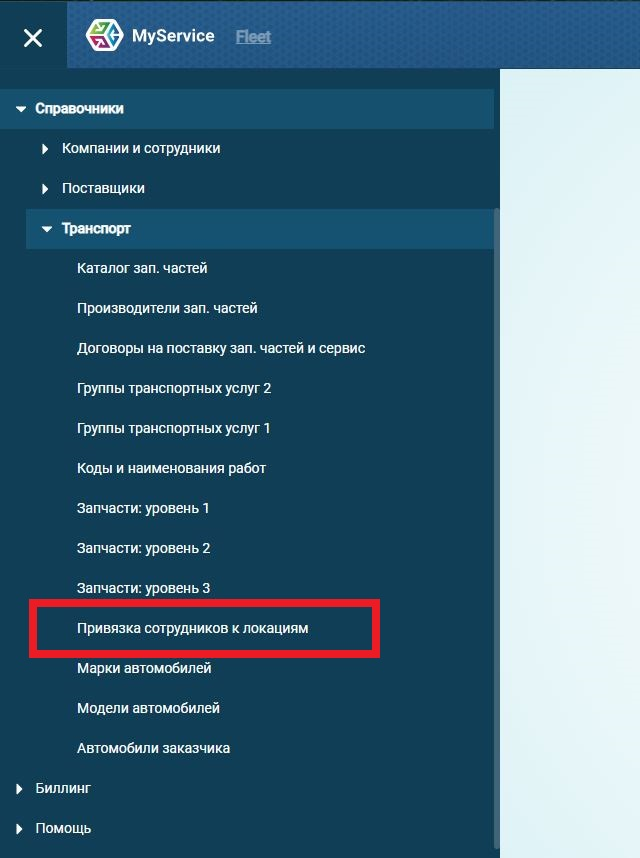 MyService Fleet
Справочники
Компании и сотрудники
Поставщики
Транспорт
Каталог зап. частей
Производители зап. частей
Договоры на поставку зап. частей и сервис
Группы транспортных услуг 2
Группы транспортных услуг 1
Коды и наименования работ
Запчасти: уровень 1
Запчасти: уровень 2
Запчасти: уровень 3
Привязка сотрудников к локациям
Марки автомобилей
Модели автомобилей
Автомобили заказчика
Биллинг
Помощь